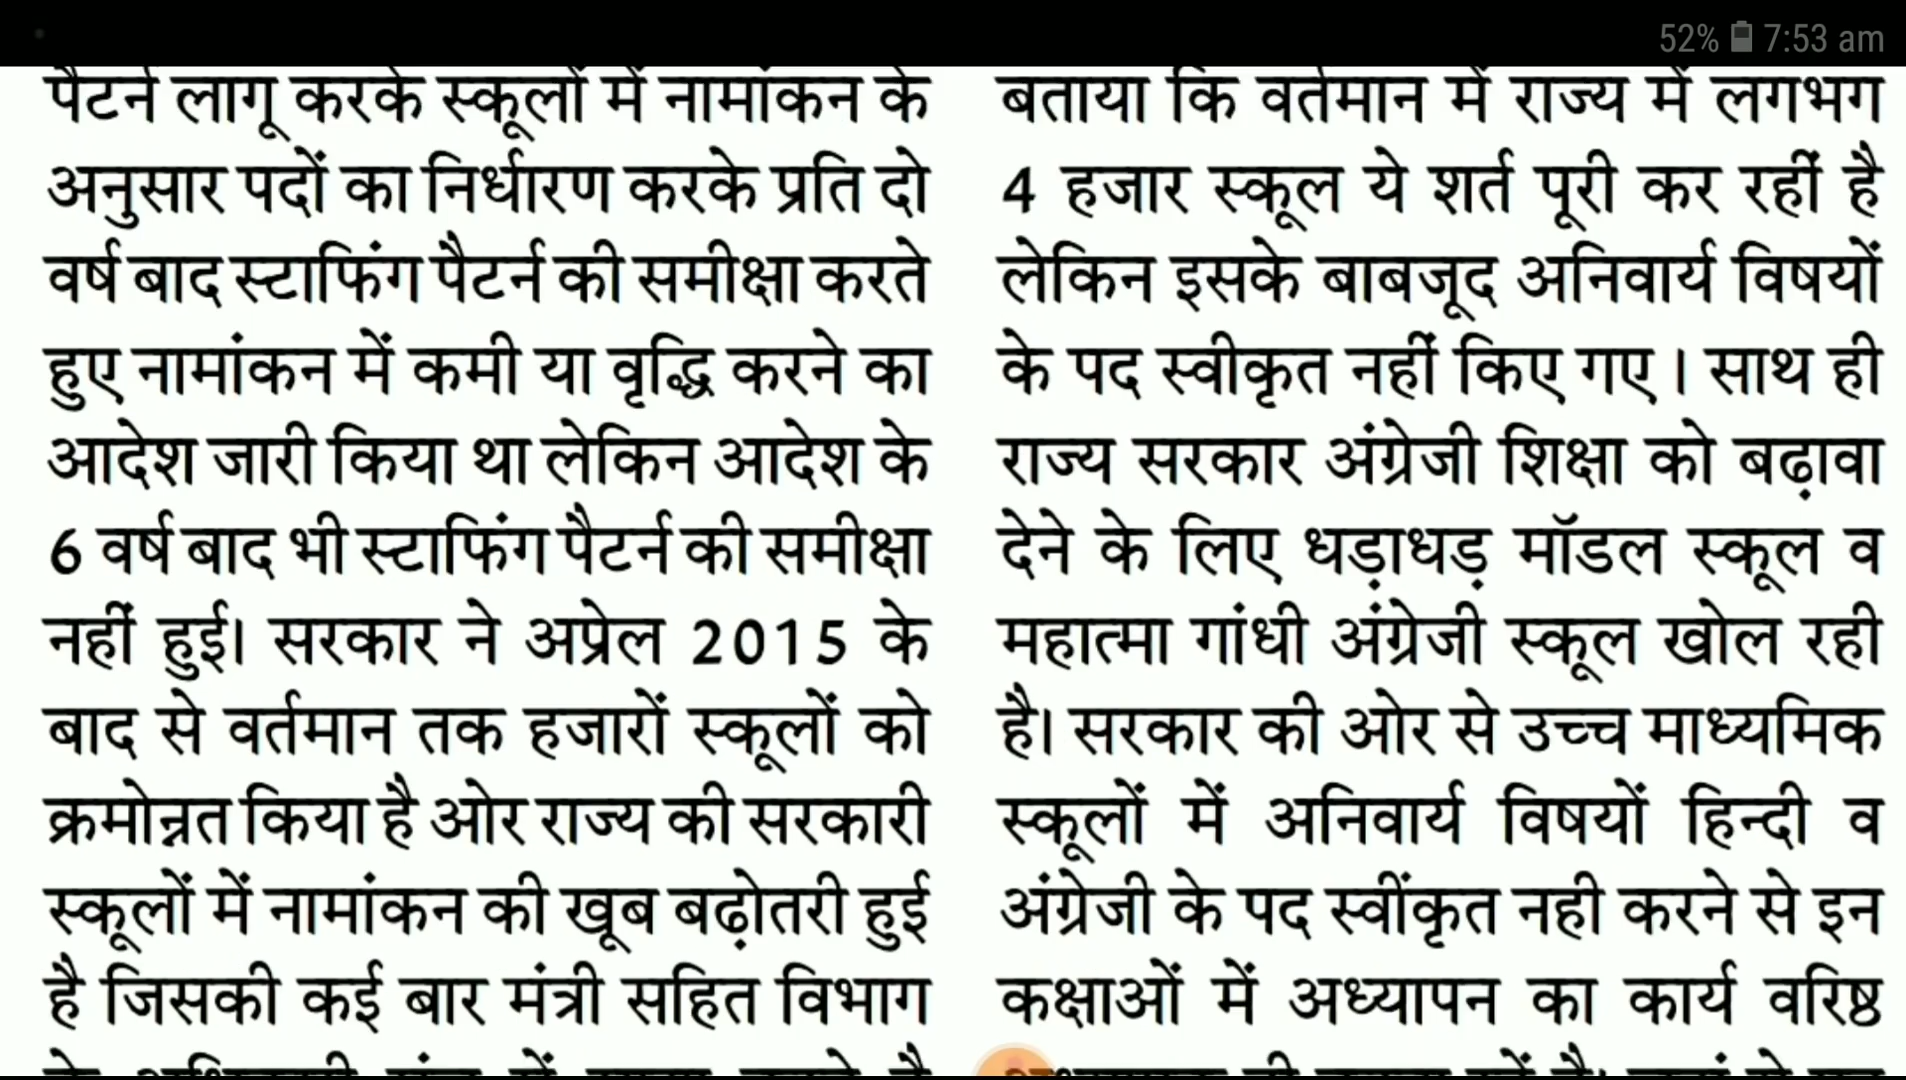 52% 7:53 am
पैटर्न लागू करके स्कूलों में नामांकन के
अनुसार पदों का निर्धारण करके प्रति दो
वर्ष बाद स्टाफिंग पैटर्न की समीक्षा करते
हुए नामांकन में कमी या वृद्धि करने का
आदेश जारी किया था लेकिन आदेश के
6 वर्ष बाद भी स्टाफिंग पैटर्न की समीक्षा
नहीं हुई। सरकार ने अप्रेल 2015 के
बाद से वर्तमान तक हजारों स्कूलों को
क्रमोन्नत किया है ओर राज्य की सरकारी
स्कूलों में नामांकन की खूब बढ़ोतरी हुई
है जिसकी कई बार मंत्री सहित विभाग
बताया कि वर्तमान में राज्य में लगभग
4 हजार स्कूल ये शर्त पूरी कर रहीं है
लेकिन इसके बाबजूद अनिवार्य विषयों
के पद स्वीकृत नहीं किए गए । साथ ही
राज्य सरकार अंग्रेजी शिक्षा को बढ़ावा
देने के लिए धड़ाधड़ मॉडल स्कूल व
महात्मा गांधी अंग्रेजी स्कूल खोल रही
है। सरकार की ओर से उच्च माध्यमिक
स्कूलों में अनिवार्य विषयों हिन्दी व
अंग्रेजी के पद स्वींकृत नही करने से इन
कक्षाओं में अध्यापन का कार्य वरिष्ठ